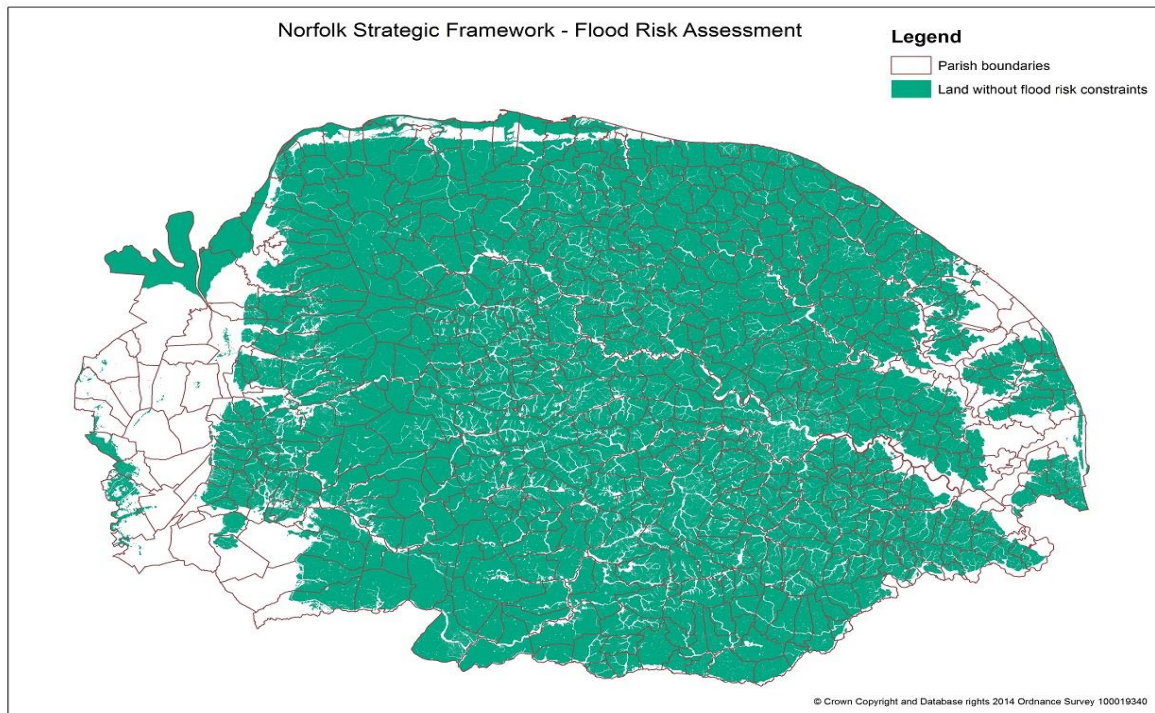 Norfolk Strategic Framework - Flood Risk Assessment
Legend
Parish boundaries
Land without flood risk constraints
© Crown Copyright and Database rights 2014 Ordnance Survey 100019340